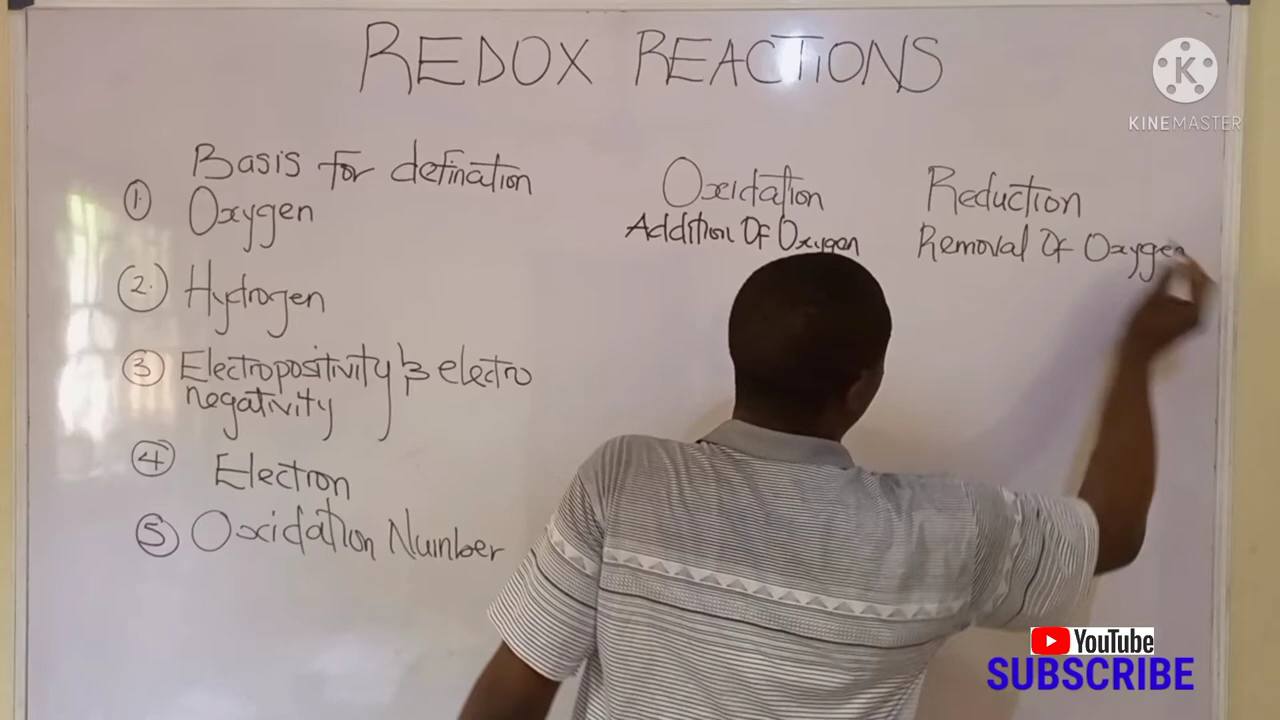 REDOX REACTIONS
KINEMASTER
Basis for defination
Oxidation
Reduction
1. Oxygen
Addition Of Oxygen
Removal Of Oxygen
2. Hydrogen
3 Electropositivity & electro
negativity
4 Electron
5 Oxidation Number
YouTube
SUBSCRIBE